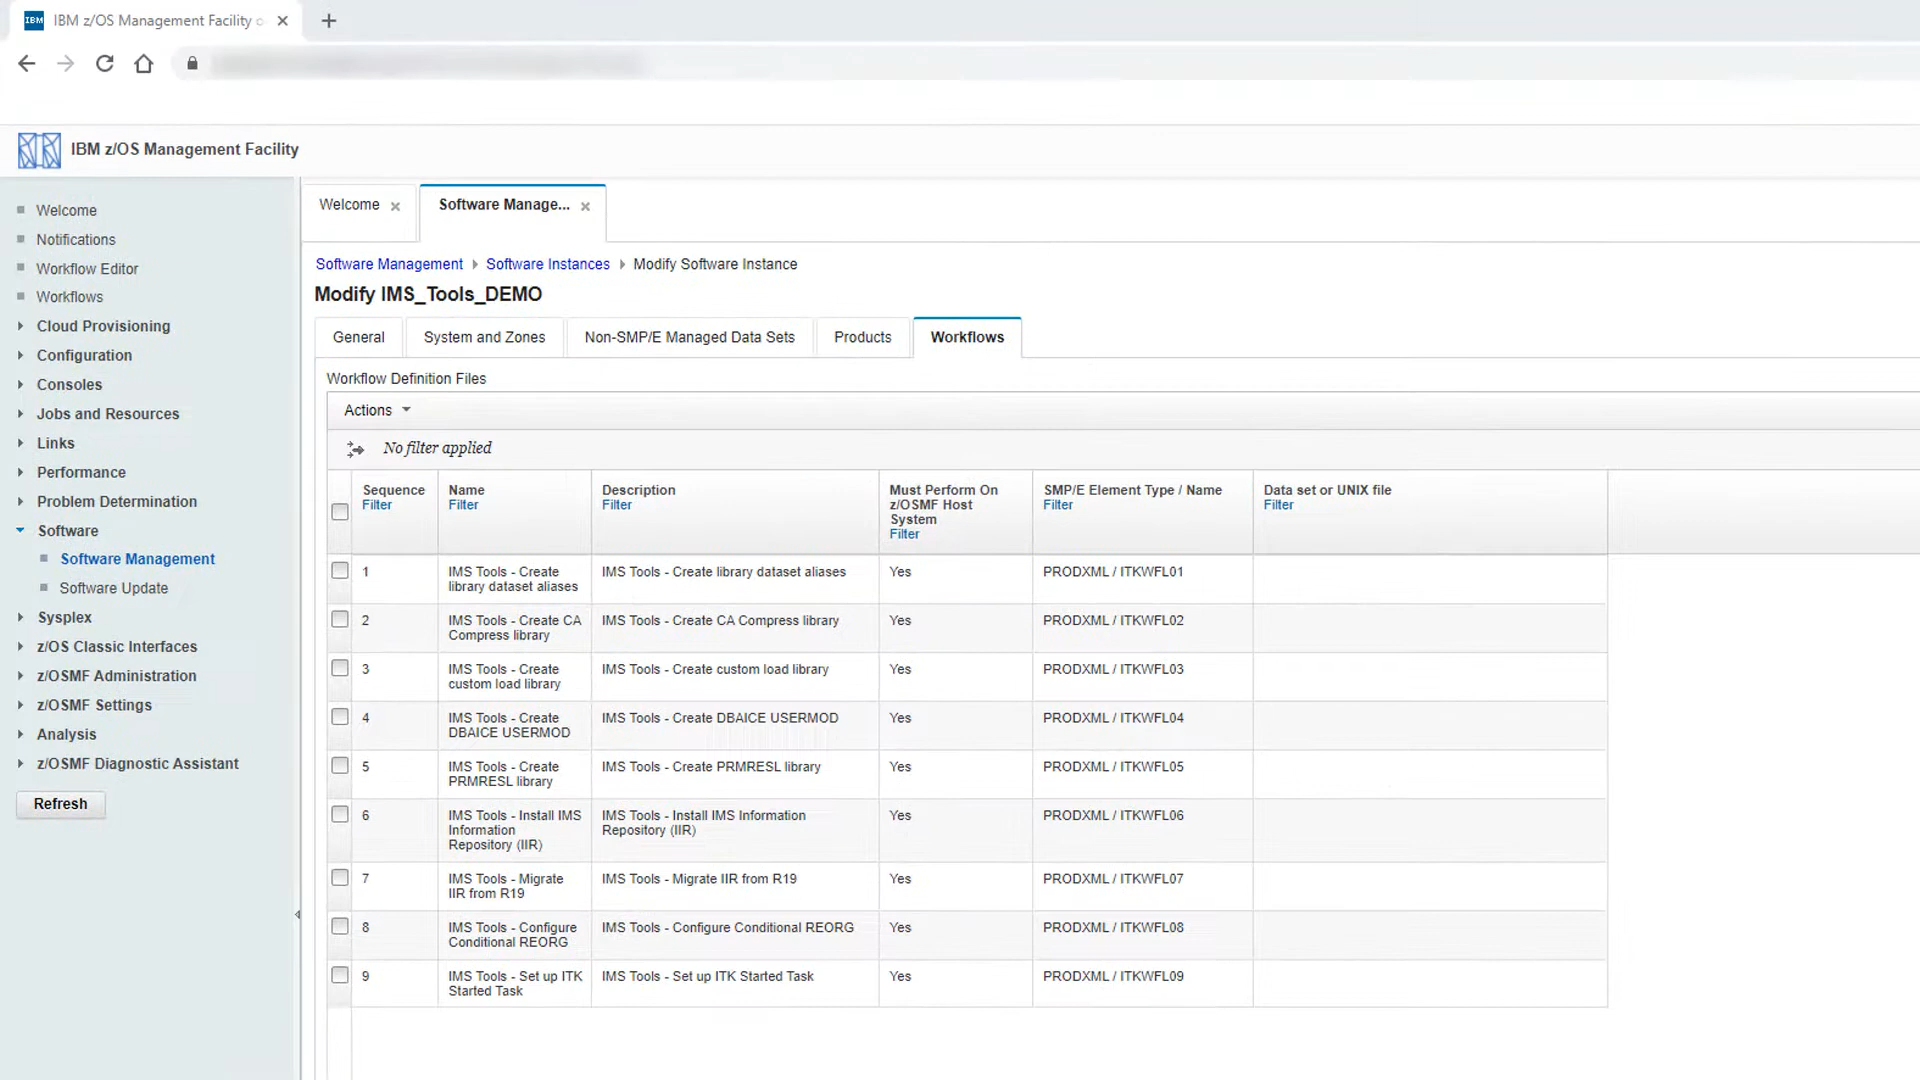 IBM
IBM z/OS Management Facility
IBM z/OS Management Facility
Welcome
Notifications
Workflow Editor
Workflows
Cloud Provisioning
Configuration
Consoles
Jobs and Resources
Links
Performance
Problem Determination
Software
Software Management
Software Update
Sysplex
z/OS Classic Interfaces
z/OSMF Administration
z/OSMF Settings
Analysis
z/OSMF Diagnostic Assistant
Refresh
Welcome
Software Manage...
Software Management
Software Instances
Modify Software Instance
Modify IMS_Tools_DEMO
General
System and Zones
Non-SMP/E Managed Data Sets
Products
Workflows
Workflow Definition Files
Actions
No filter applied
Sequence
Filter
Name
Filter
Description
Filter
Must Perform On
z/OSMF Host
System
Filter
SMP/E Element Type / Name
Filter
Data set or UNIX file
Filter
1
IMS Tools - Create
library dataset aliases
IMS Tools - Create library dataset aliases
Yes
PRODXML / ITKWFL01
2
IMS Tools - Create CA
Compress library
IMS Tools - Create CA Compress library
Yes
PRODXML / ITKWFL02
3
IMS Tools - Create
custom load library
IMS Tools - Create custom load library
Yes
PRODXML / ITKWFL03
4
IMS Tools - Create
DBAICE USERMOD
IMS Tools - Create DBAICE USERMOD
Yes
PRODXML / ITKWFL04
5
IMS Tools - Create
PRMRESL library
IMS Tools - Create PRMRESL library
Yes
PRODXML / ITKWFL05
6
IMS Tools - Install IMS
Information
Repository (IIR)
IMS Tools - Install IMS Information
Repository (IIR)
Yes
PRODXML / ITKWFL06
7
IMS Tools - Migrate
IIR from R19
IMS Tools - Migrate IIR from R19
Yes
PRODXML / ITKWFL07
8
IMS Tools - Configure
Conditional REORG
IMS Tools - Configure Conditional REORG
Yes
PRODXML / ITKWFL08
9
IMS Tools - Set up ITK
Started Task
IMS Tools - Set up ITK Started Task
Yes
PRODXML / ITKWFL09